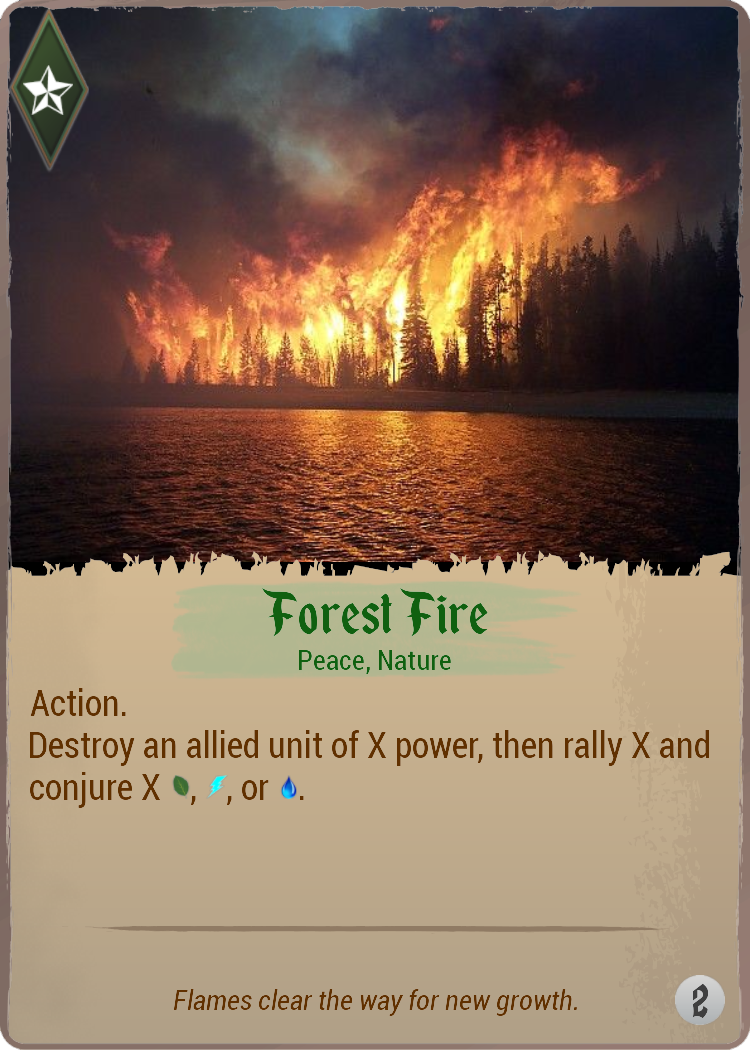 Forest Fire
Peace, Nature
Action.
Destroy an allied unit of X power, then rally X and
conjure X , , or .
Flames clear the way for new growth.
2